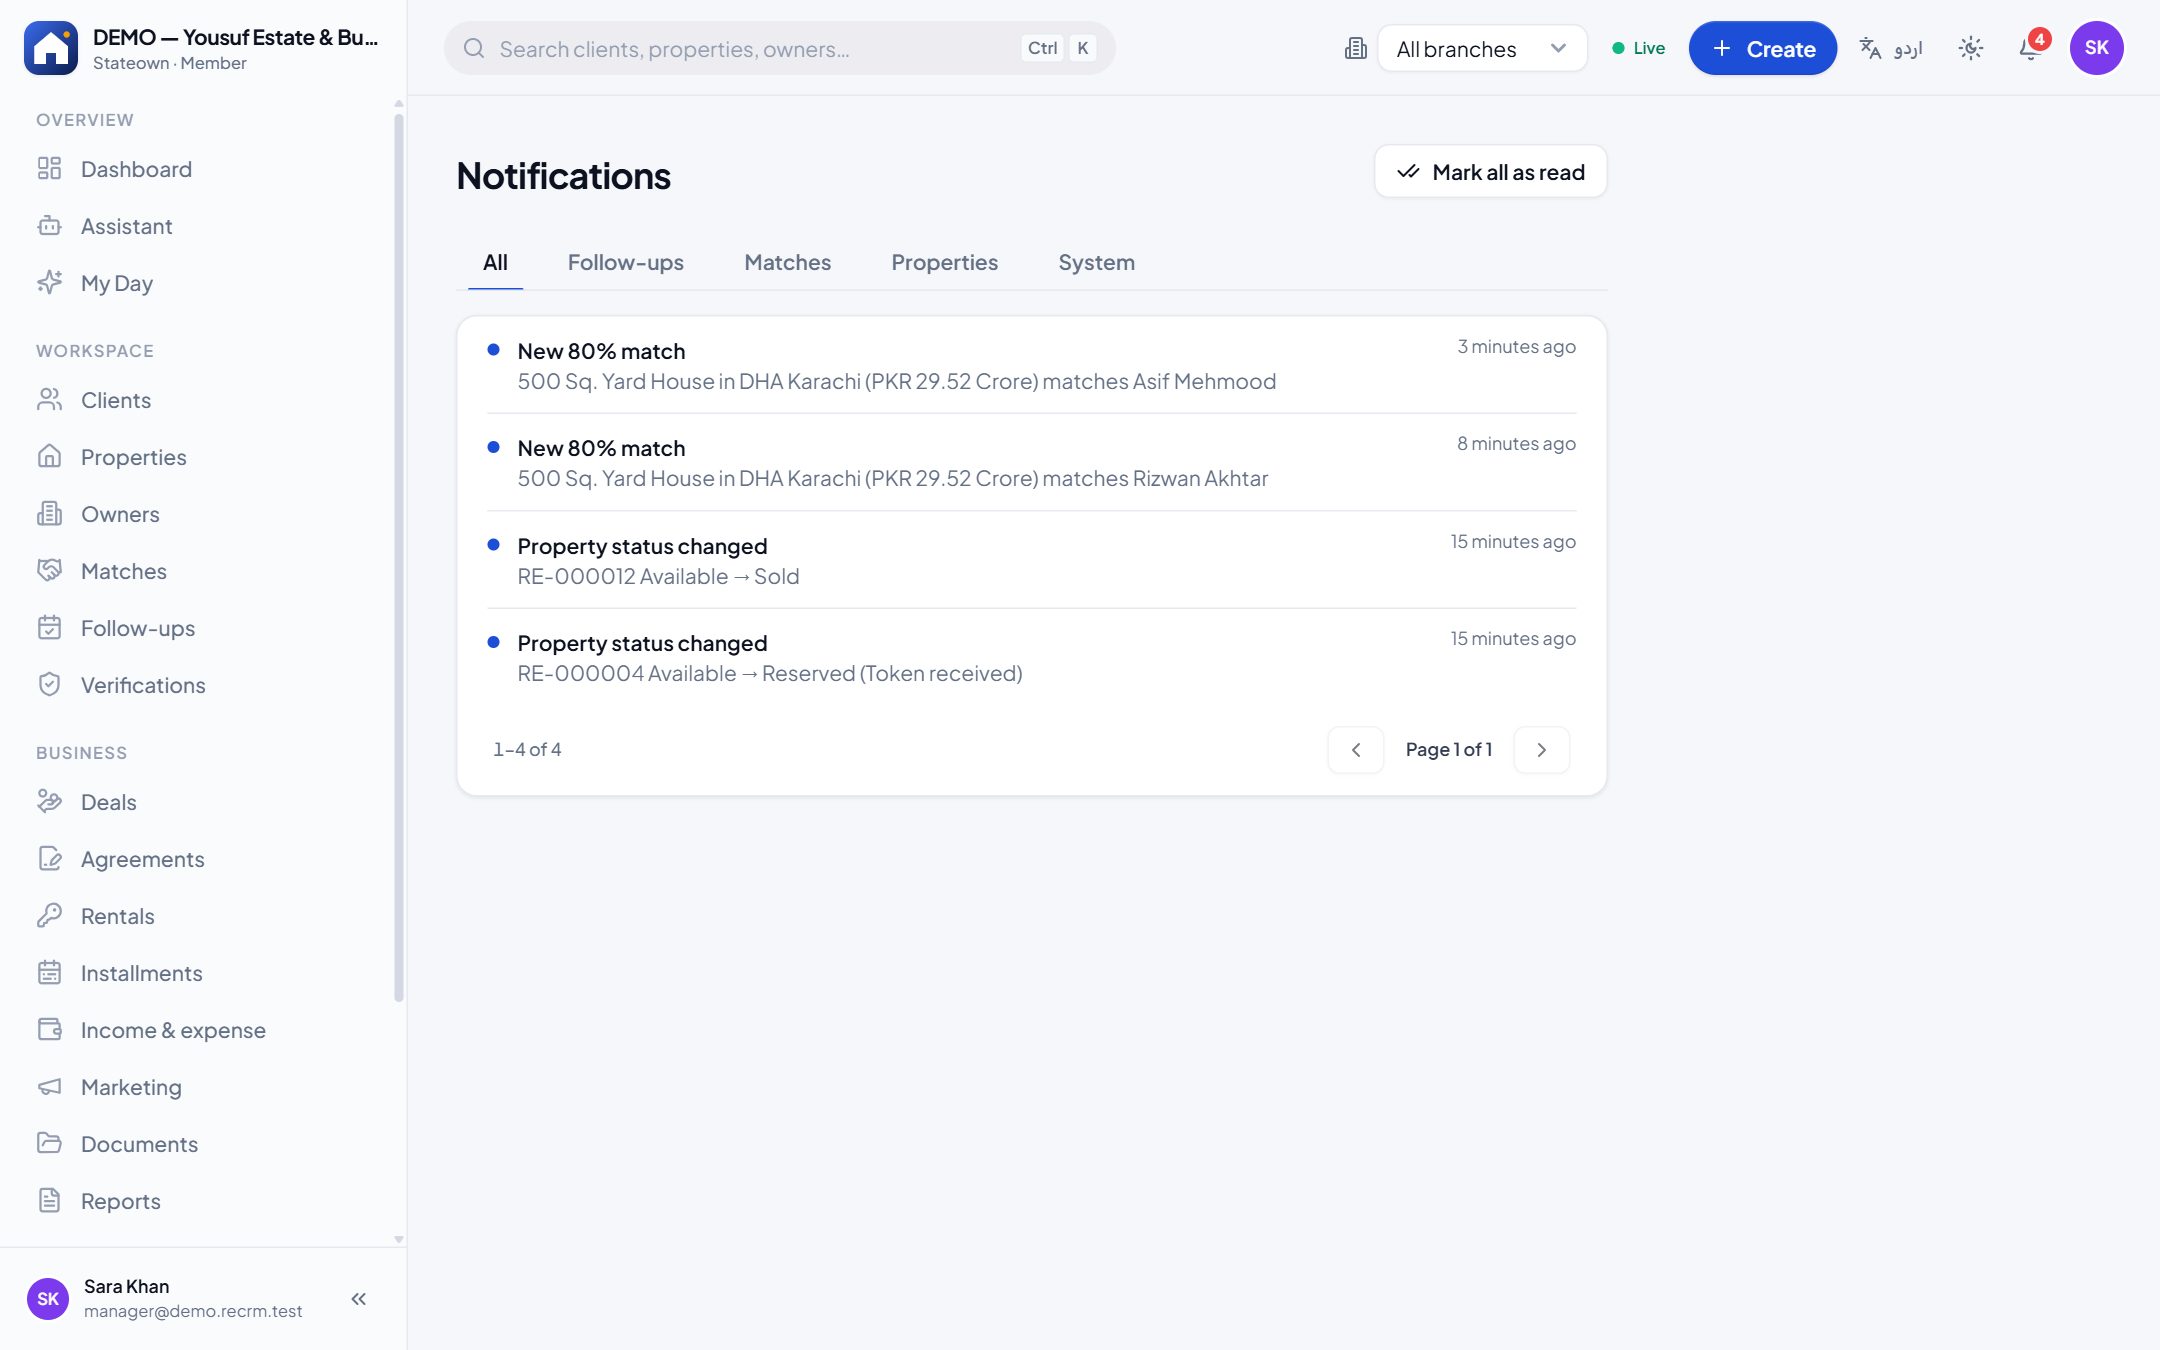 DEMO — Yousuf Estate & Bu...
Stateown · Member
OVERVIEW
Dashboard
Assistant
My Day
WORKSPACE
Clients
Properties
Owners
Matches
Follow-ups
Verifications
BUSINESS
Deals
Agreements
Rentals
Installments
Income & expense
Marketing
Documents
Reports
SK
Sara Khan
manager@demo.recrm.test
Search clients, properties, owners...
Ctrl K
All branches
Live
Create
اردو
4
SK
Notifications
Mark all as read
All Follow-ups Matches Properties System
New 80% match 3 minutes ago
500 Sq. Yard House in DHA Karachi (PKR 29.52 Crore) matches Asif Mehmood
New 80% match 8 minutes ago
500 Sq. Yard House in DHA Karachi (PKR 29.52 Crore) matches Rizwan Akhtar
Property status changed 15 minutes ago
RE-000012 Available → Sold
Property status changed 15 minutes ago
RE-000004 Available → Reserved (Token received)
1–4 of 4 Page 1 of 1